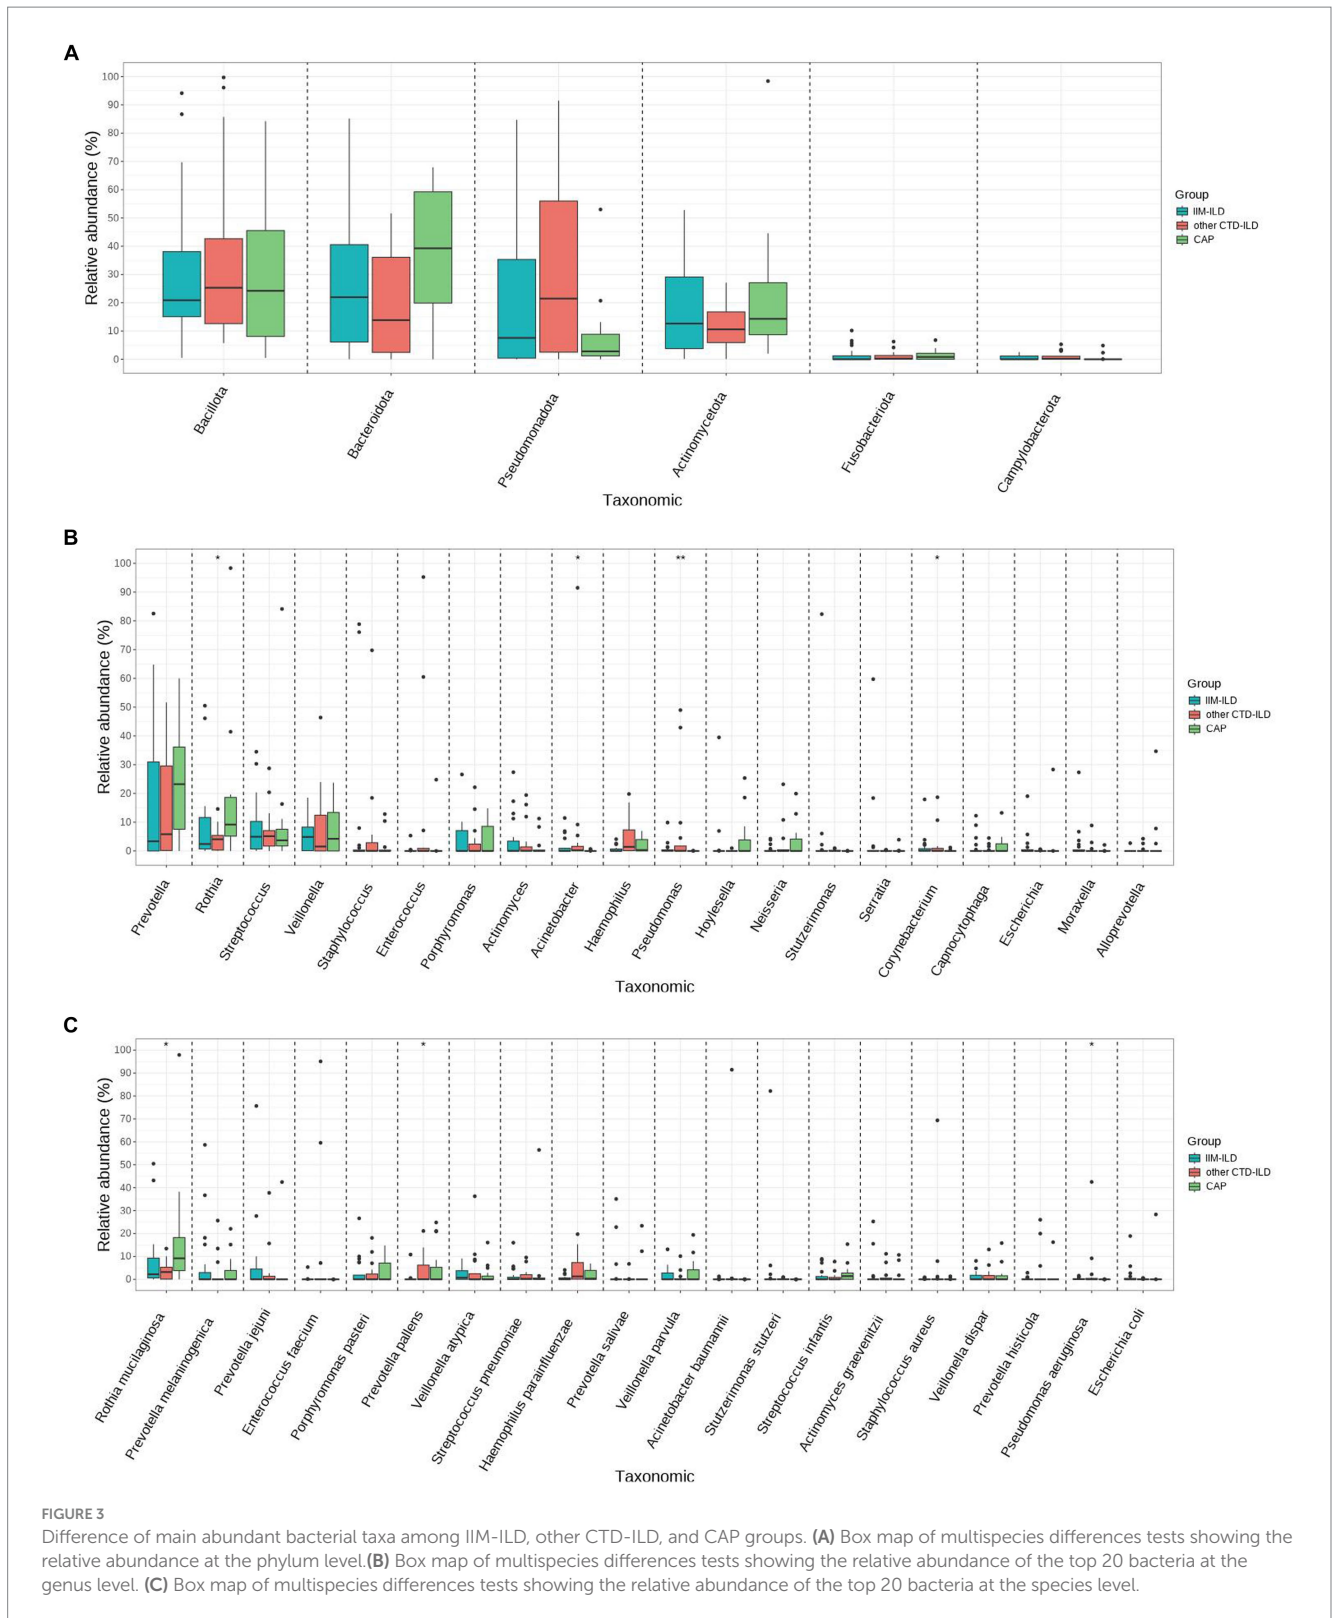 A
Relative abundance (%)
100
90
80
70
60
50
40
30
20
10
0
Bacillota
Bacteroidota
Pseudomonadota
Actinomycetota
Fusobacteriota
Campylobacterota
Taxonomic
Group
IIM-ILD
other CTD-ILD
CAP
B
Relative abundance (%)
100
90
80
70
60
50
40
30
20
10
0
* * ** *
Prevotella
Rothia
Streptococcus
Veillonella
Staphylococcus
Enterococcus
Porphyromonas
Actinomyces
Acinetobacter
Haemophilus
Pseudomonas
Hoylesella
Neisseria
Stutzerimonas
Serratia
Corynebacterium
Capnocytophaga
Escherichia
Moraxella
Alloprevotella
Taxonomic
Group
IIM-ILD
other CTD-ILD
CAP
C
Relative abundance (%)
100
90
80
70
60
50
40
30
20
10
0
* * *
Rothia mucilaginosa
Prevotella melaninogenica
Prevotella jejuni
Enterococcus faecium
Porphyromonas pasteri
Prevotella pallens
Veillonella atypica
Streptococcus pneumoniae
Haemophilus parainfluenzae
Prevotella salivae
Veillonella parvula
Acinetobacter baumannii
Stutzerimonas stutzeri
Streptococcus infantis
Actinomyces graevenitzii
Staphylococcus aureus
Veillonella dispar
Prevotella histicola
Pseudomonas aeruginosa
Escherichia coli
Taxonomic
Group
IIM-ILD
other CTD-ILD
CAP
FIGURE 3
Difference of main abundant bacterial taxa among IIM-ILD, other CTD-ILD, and CAP groups. (A) Box map of multispecies differences tests showing the
relative abundance at the phylum level.(B) Box map of multispecies differences tests showing the relative abundance of the top 20 bacteria at the
genus level. (C) Box map of multispecies differences tests showing the relative abundance of the top 20 bacteria at the species level.